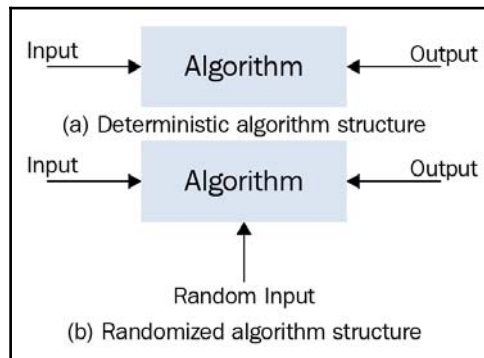 Input Algorithm Output
(a) Deterministic algorithm structure
Input Algorithm Output
Random Input
(b) Randomized algorithm structure